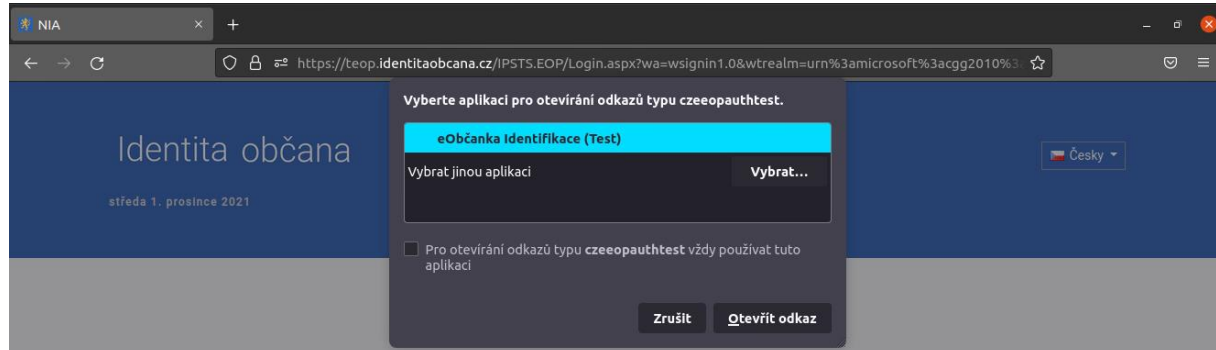 NIA
https://teop.identitaobcana.cz/IPSTS.EOP/Login.aspx?wa=wsignin1.0&wtrealm=urn%3amicrosoft%3acgg2010%3
Vyberte aplikaci pro otevírání odkazů typu czeeopauthtest.
eObčanka Identifikace (Test)
Vybrat jinou aplikaci Vybrat...
Pro otevírání odkazů typu czeeopauthtest vždy používat tuto
aplikaci
Zrušit Otevřít odkaz
Identita občana
Česky
středa 1. prosince 2021